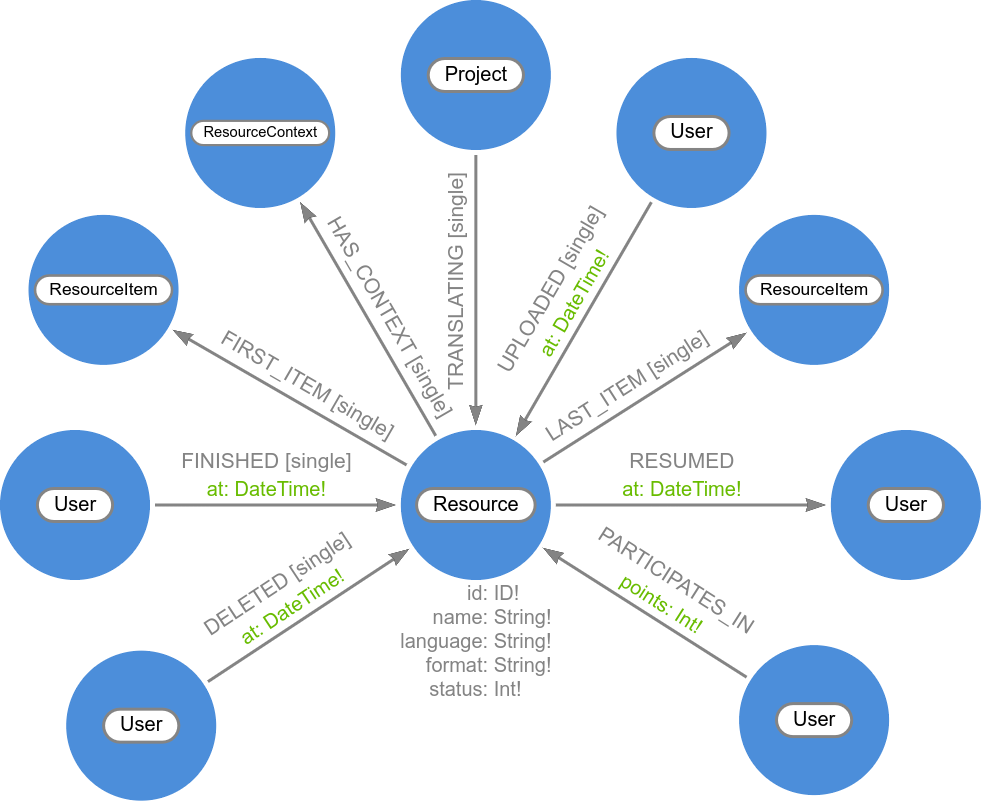 Project
ResourceContext
User
HAS_CONTEXT [single]
TRANSLATING [single]
UPLOADED [single]
at: DateTime!
ResourceItem
ResourceItem
FIRST_ITEM [single]
LAST_ITEM [single]
FINISHED [single]
at: DateTime!
RESUMED
at: DateTime!
User
Resource
User
DELETED [single]
at: DateTime!
PARTICIPATES_IN
points: Int!
id: ID!
name: String!
language: String!
format: String!
status: Int!
User
User